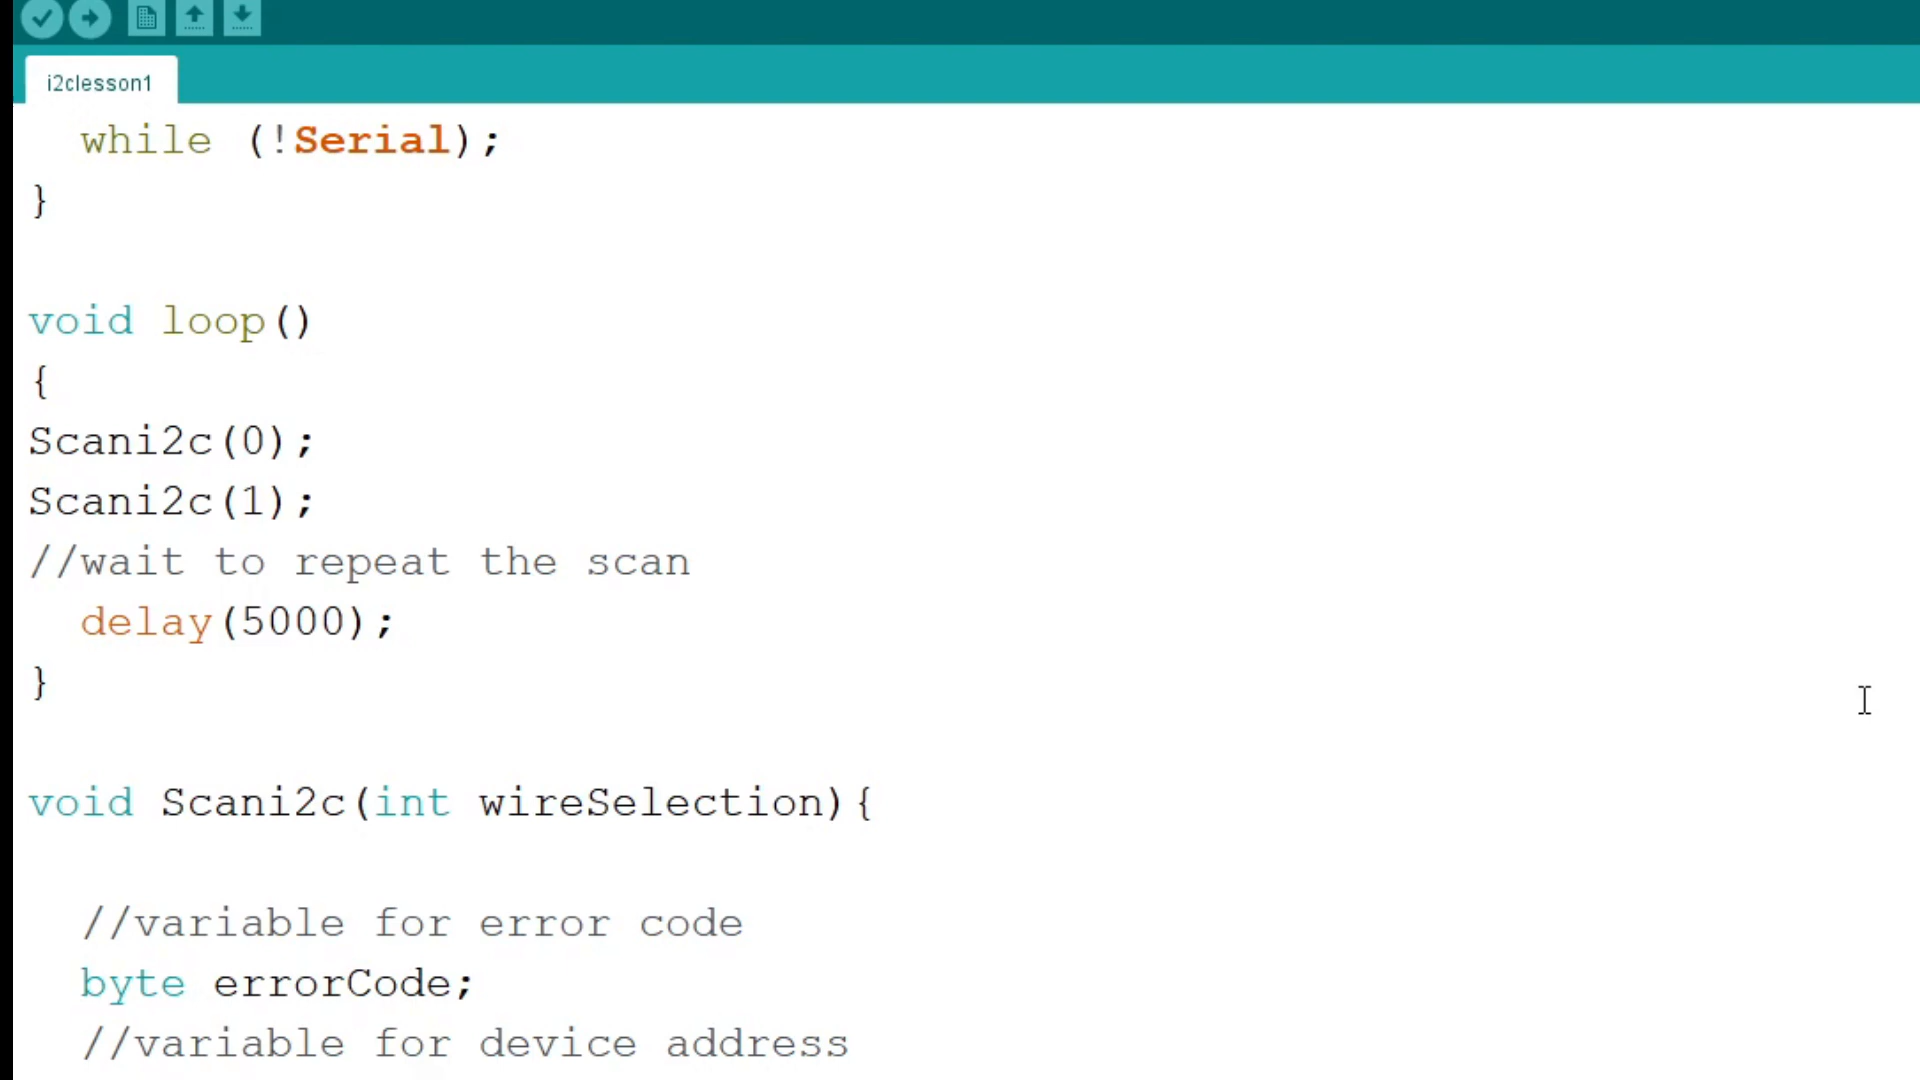 i2clesson1
while (!Serial);
}
void loop()
{
Scani2c(0);
Scani2c(1);
//wait to repeat the scan
delay(5000);
}
void Scani2c(int wireSelection){
//variable for error code
byte errorCode;
//variable for device address